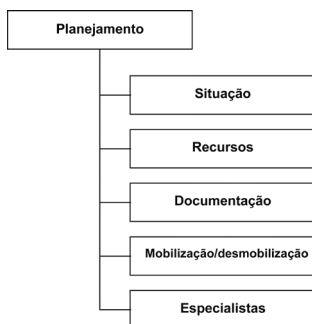 Planejamento
Situação
Recursos
Documentação
Mobilização/desmobilização
Especialistas